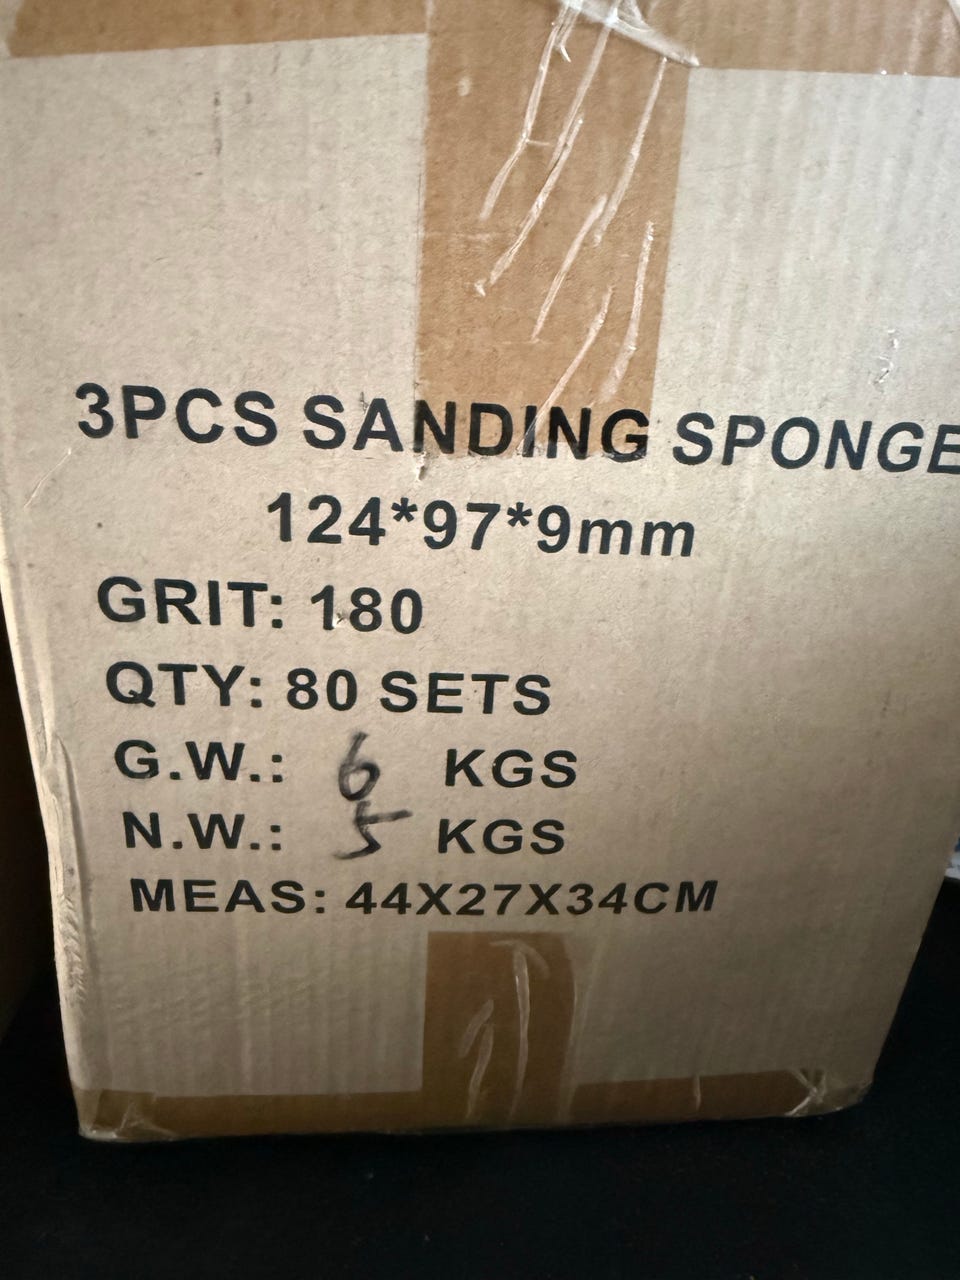 3PCS SANDING SPONGE
124*97*9mm
GRIT: 180
QTY: 80 SETS
G.W.: 6 KGS
N.W.: 5 KGS
MEAS: 44X27X34CM